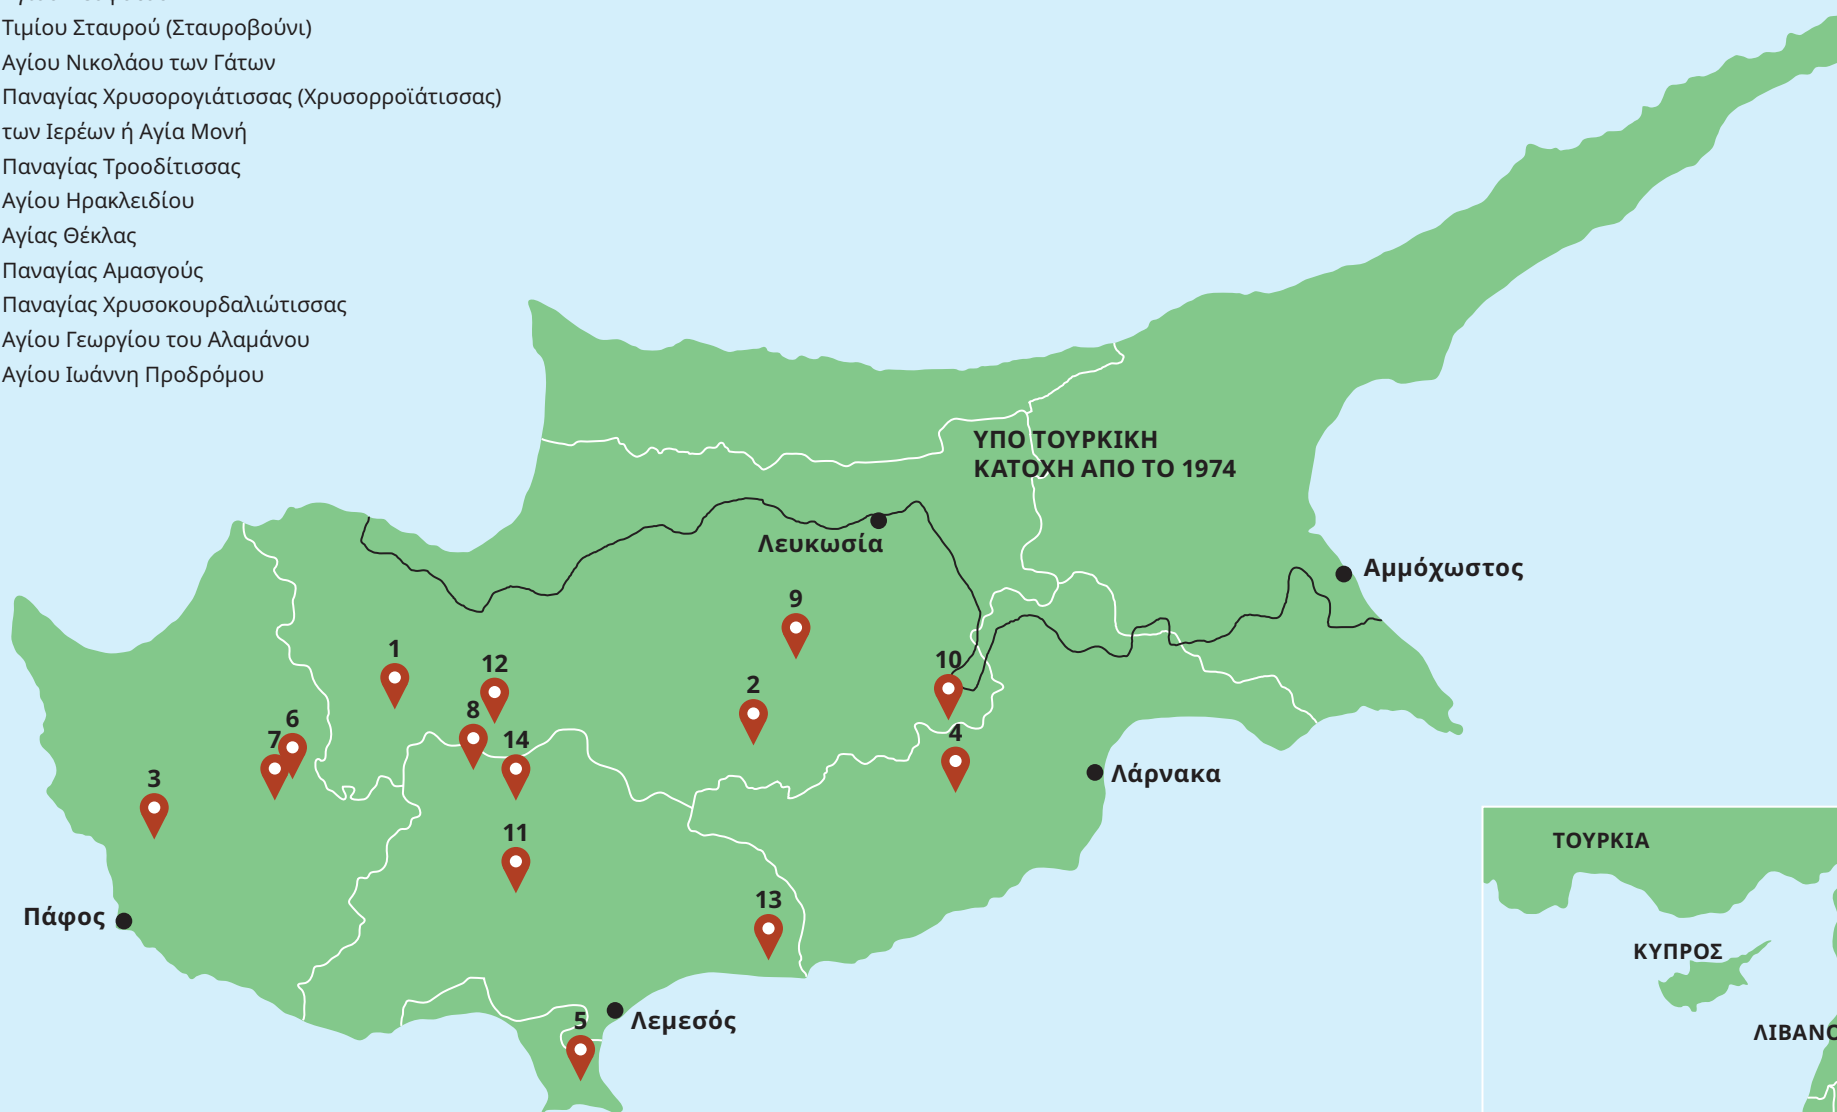 Τιμίου Σταυρού (Σταυροβούνι)
Αγίου Νικολάου των Γάτων
Παναγίας Χρυσορογιάτισσας (Χρυσορροϊάτισσας)
των Ιερέων ή Αγία Μονή
Παναγίας Τροοδίτισσας
Αγίου Ηρακλειδίου
Αγίας Θέκλας
Παναγίας Αμασγούς
Παναγίας Χρυσοκουρδαλιώτισσας
Αγίου Γεωργίου του Αλαμάνου
Αγίου Ιωάννη Προδρόμου
ΥΠΟ ΤΟΥΡΚΙΚΗ
ΚΑΤΟΧΗ ΑΠΟ ΤΟ 1974
Λευκωσία
Αμμόχωστος
9
1
12
10
2
8
6
7
14
4
3
Λάρνακα
11
ΤΟΥΡΚΙΑ
13
Πάφος
ΚΥΠΡΟΣ
Λεμεσός
5
ΛΙΒΑΝΟ